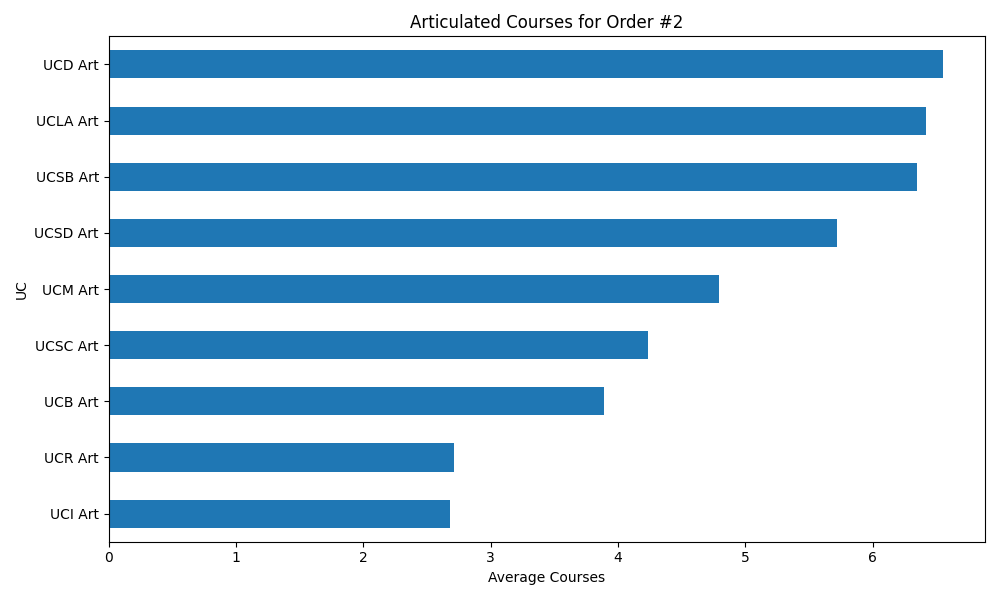 Articulated Courses for Order #2
UC
UCD Art
UCLA Art
UCSB Art
UCSD Art
UCM Art
UCSC Art
UCB Art
UCR Art
UCI Art
0 1 2 3 4 5 6
Average Courses